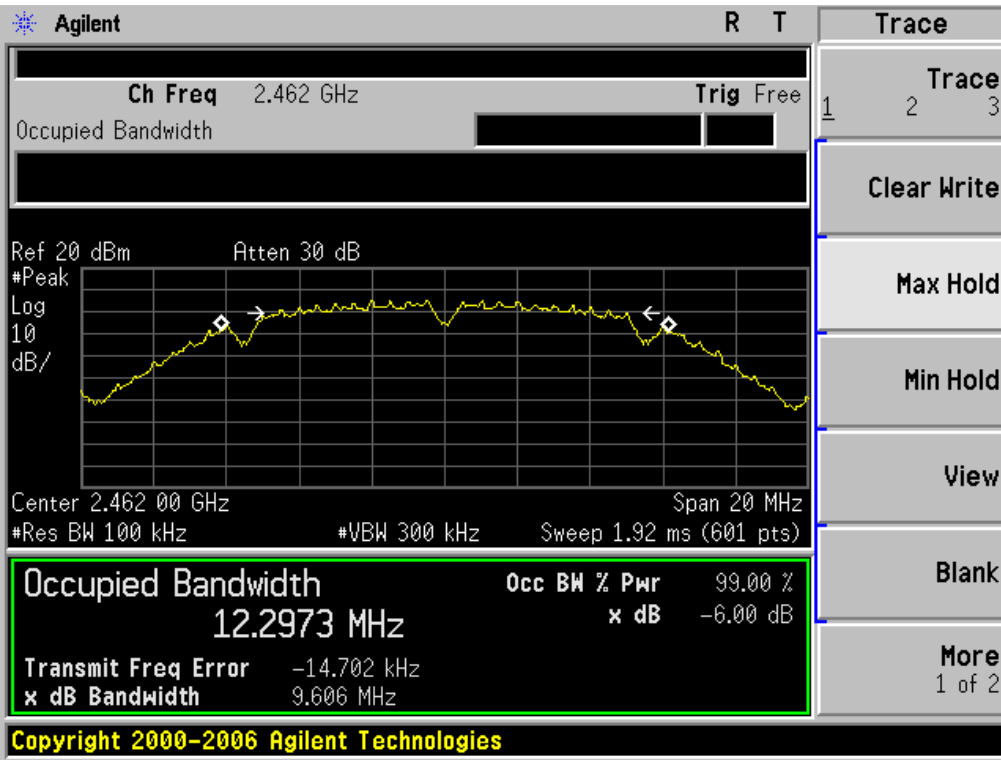 Agilent R T
Ch Freq 2.462 GHz Trig Free
Occupied Bandwidth
Ref 20 dBm Atten 30 dB
#Peak
Log
10
dB/
Center 2.462 00 GHz Span 20 MHz
#Res BW 100 kHz #VBW 300 kHz Sweep 1.92 ms (601 pts)
Occupied Bandwidth Occ BW % Pwr 99.00 %
12.2973 MHz x dB -6.00 dB
Transmit Freq Error -14.702 kHz
x dB Bandwidth 9.606 MHz
Copyright 2000-2006 Agilent Technologies
Trace
Trace
1 2 3
Clear Write
Max Hold
Min Hold
View
Blank
More
1 of 2